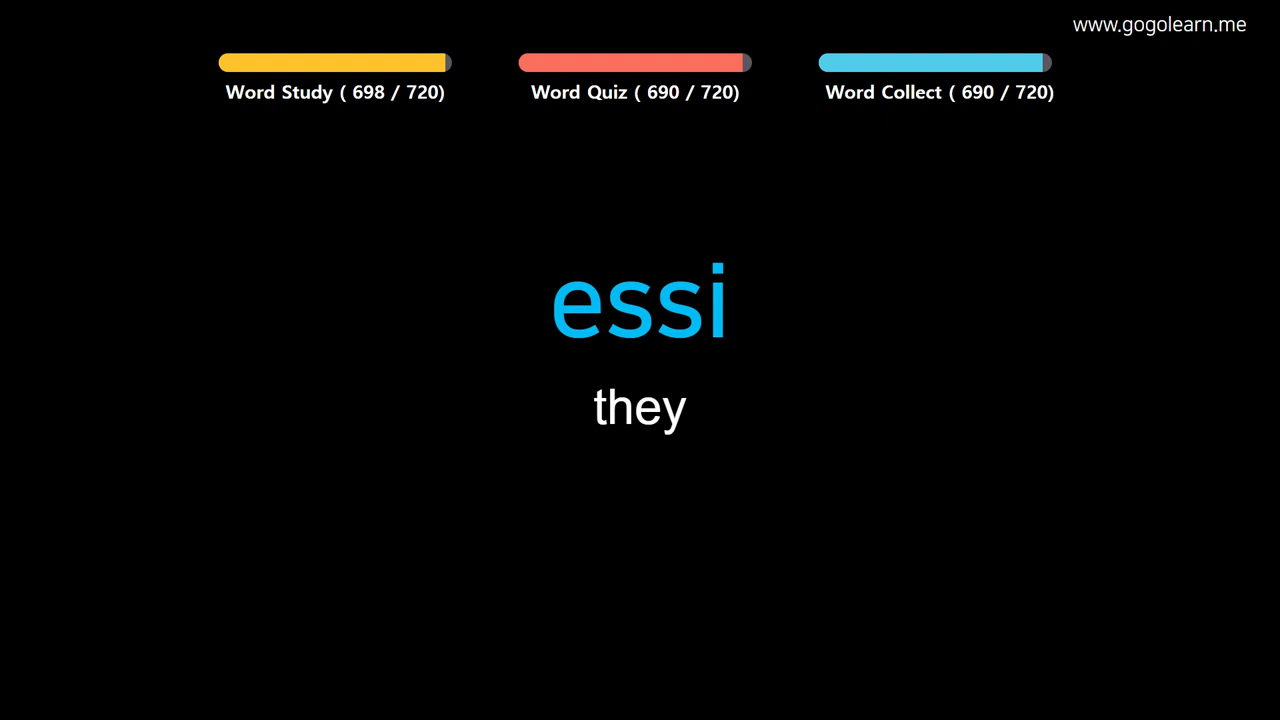 www.gogolearn.me
Word Study ( 698 / 720)
Word Quiz ( 690 / 720)
Word Collect ( 690 / 720)
essi
they